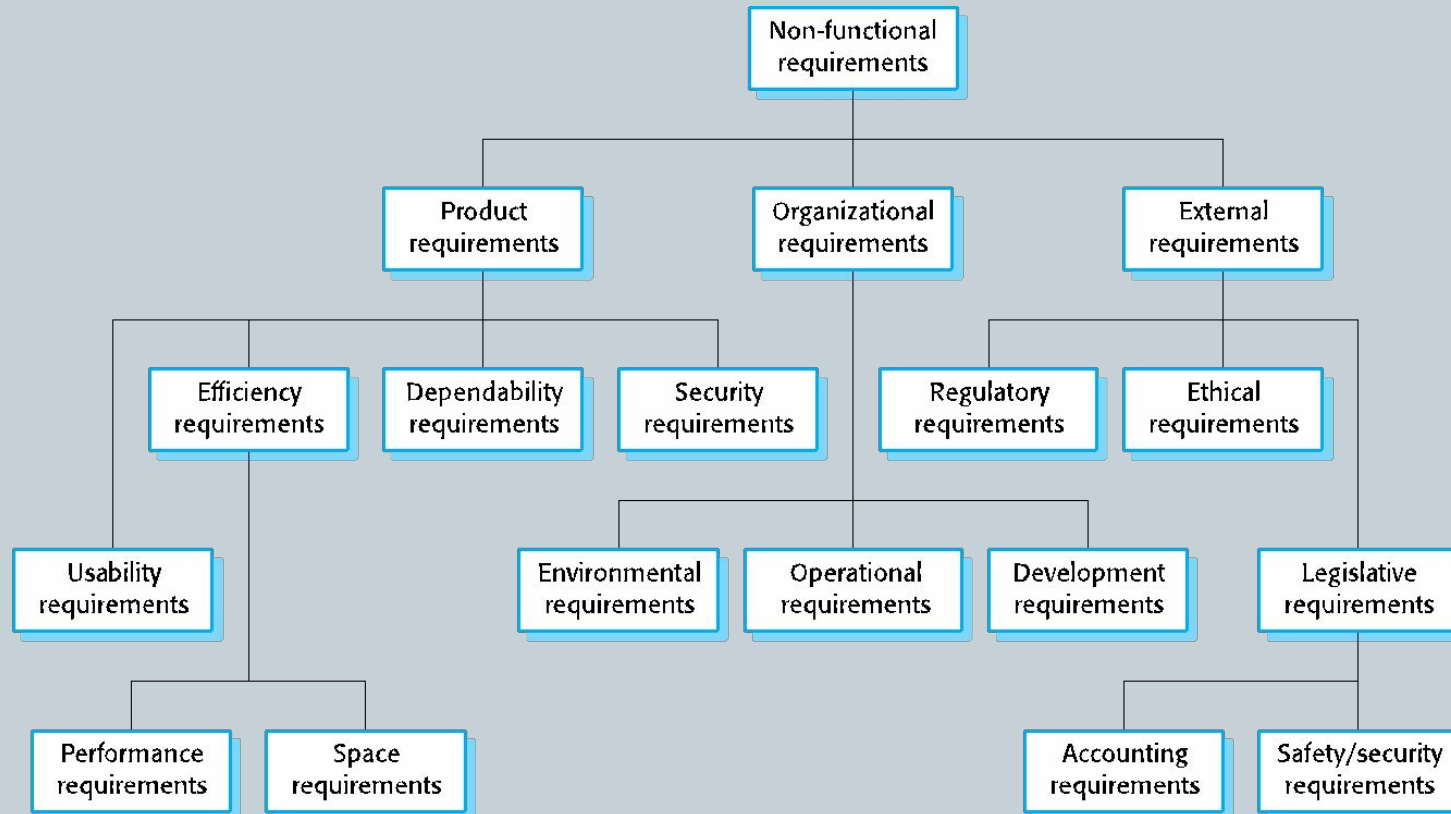 Non-functional
requirements
Product
requirements
Organizational
requirements
External
requirements
Efficiency
requirements
Dependability
requirements
Security
requirements
Regulatory
requirements
Ethical
requirements
Usability
requirements
Environmental
requirements
Operational
requirements
Development
requirements
Legislative
requirements
Performance
requirements
Space
requirements
Accounting
requirements
Safety/security
requirements